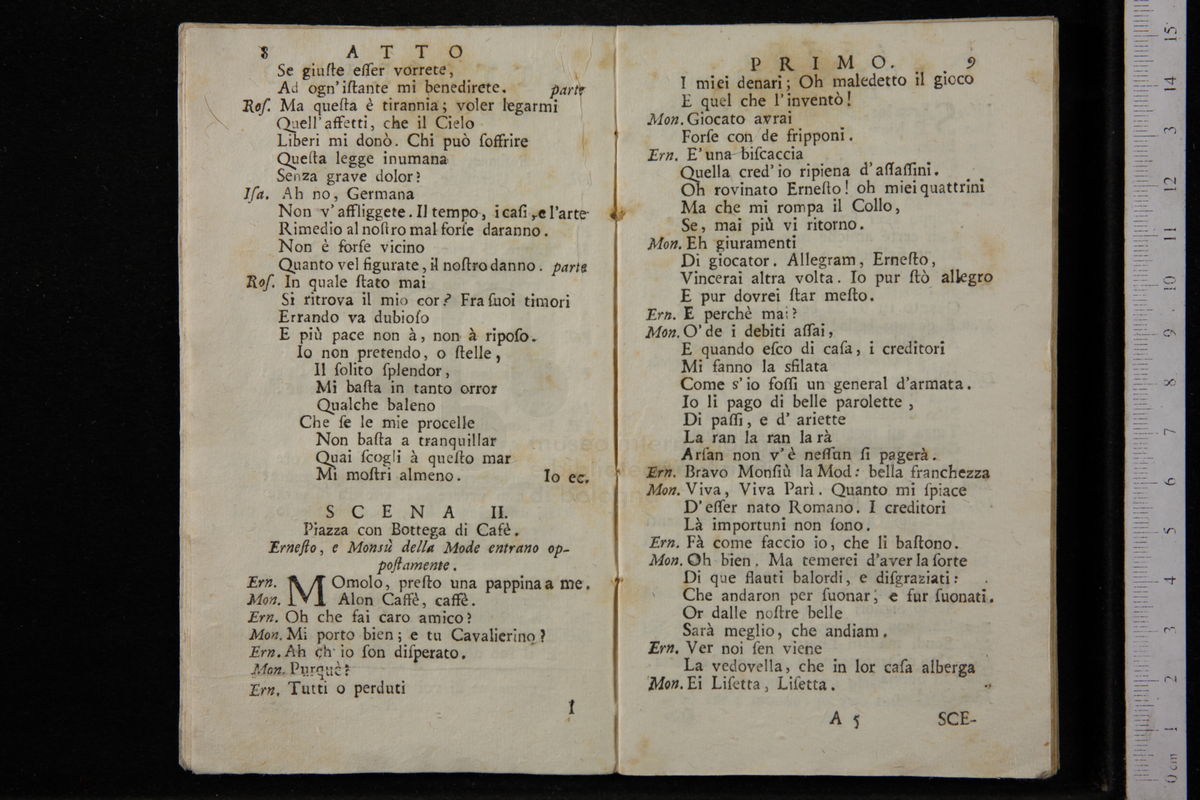 8 ATTO
Se giuſte eſſer vorrete,
Ad ogn'iſtante mi benedirete. parte
Roſ. Ma queſta è tirannia; voler legarmi
Quell'affetti, che il Cielo
Liberi mi donò. Chi può ſoffrire
Queſta legge inumana
Senza grave dolor?
Iſa. Ah no, Germana
Non v'affliggete. Il tempo, i caſi, e l'arte
Rimedio al noſtro mal forſe daranno.
Non è forſe vicino
Quanto vel figurate, il noſtro danno. parte
Roſ. In quale ſtato mai
Si ritrova il mio cor? Fra ſuoi timori
Errando va dubioſo
E più pace non à, non à ripoſo.
Io non pretendo, o ſtelle,
Il ſolito ſplendor,
Mi baſta in tanto orror
Qualche baleno
Che ſe le mie procelle
Non baſta a tranquillar
Quai ſcogli à queſto mar
Mi moſtri almeno. Io ec.
SCENA II.
Piazza con Bottega di Cafè.
Erneſto, e Monsù della Mode entrano op-
poſtamente.
Ern. MOmolo, preſto una pappina a me.
Mon. Alon Caffè, caffè.
Ern. Oh che fai caro amico?
Mon. Mi porto bien; e tu Cavalierino?
Ern. Ah ch' io ſon diſperato.
Mon. Purquè?
Ern. Tutti o perduti
I
PRIMO. 9
I miei denari; Oh maledetto il gioco
E quel che l'inventò!
Mon. Giocato avrai
Forſe con de fripponi.
Ern. E' una biſcaccia
Quella cred'io ripiena d'aſſaſſini.
Oh rovinato Erneſto! oh miei quattrini
Ma che mi rompa il Collo,
Se, mai più vi ritorno.
Mon. Eh giuramenti
Di giocator. Allegram, Erneſto,
Vincerai altra volta. Io pur ſtò allegro
E pur dovrei ſtar meſto.
Ern. E perchè mai?
Mon. O' de i debiti aſſai,
E quando eſco di caſa, i creditori
Mi fanno la sfilata
Come s'io foſſi un general d'armata.
Io li pago di belle parolette,
Di paſſi, e d' ariette
La ran la ran la rà
Arſan non v'è neſſun ſi pagerà.
Ern. Bravo Monſiù la Mod: bella franchezza
Mon. Viva, Viva Parì. Quanto mi ſpiace
D'eſſer nato Romano. I creditori
Là importuni non ſono.
Ern. Fà come faccio io, che li baſtono.
Mon. Oh bien. Ma temerei d'aver la ſorte
Di que flauti balordi, e diſgraziati:
Che andaron per ſuonar, e fur ſuonati.
Or dalle noſtre belle
Sarà meglio, che andiam.
Ern. Ver noi ſen viene
La vedovella, che in lor caſa alberga
Mon. Ei Liſetta, Liſetta.
A 5 SCE-
0 cm 1 2 3 4 5 6 7 8 9 10 11 12 13 14 15